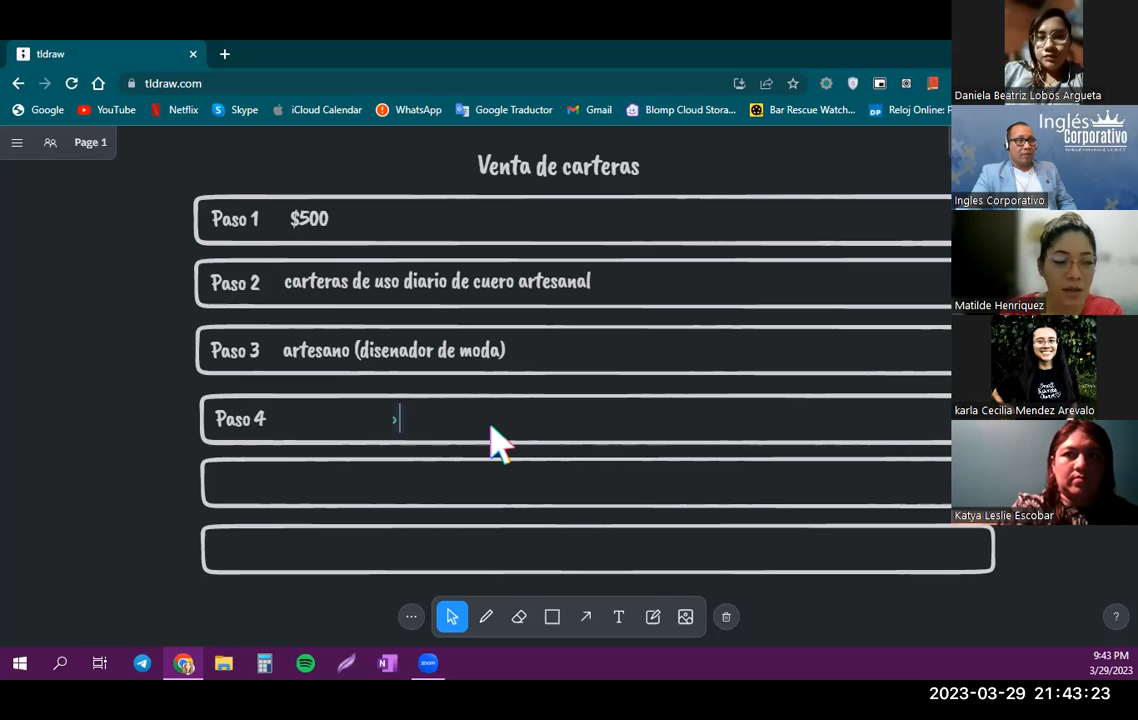 tldraw
tldraw.com
Google
YouTube
Netflix
Skype
iCloud Calendar
WhatsApp
Google Traductor
Gmail
Blomp Cloud Stora...
Bar Rescue Watch...
Reloj Online:
Page 1
Venta de carteras
Paso 1 $500
Paso 2 carteras de uso diario de cuero artesanal
Paso 3 artesano (disenador de moda)
Paso 4 ›
Daniela Beatriz Lobos Argueta
Inglés
Corporativo
Ingles Corporativo
Matilde Henriquez
karla Cecilia Mendez Arevalo
Katya Leslie Escobar
9:43 PM
3/29/2023
2023-03-29 21:43:23